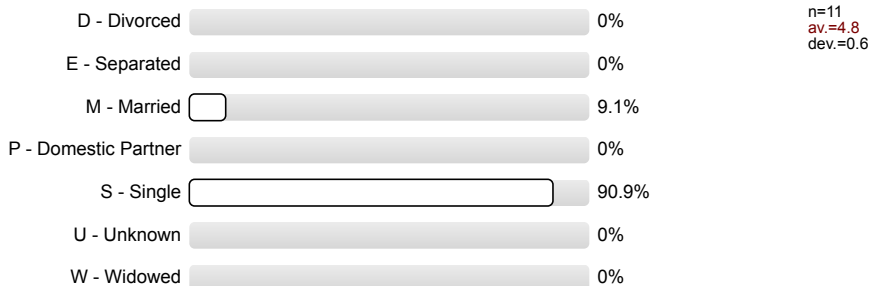 D - Divorced 0%
E - Separated 0%
M - Married 9.1%
P - Domestic Partner 0%
S - Single 90.9%
U - Unknown 0%
W - Widowed 0%
n=11
av.=4.8
dev.=0.6